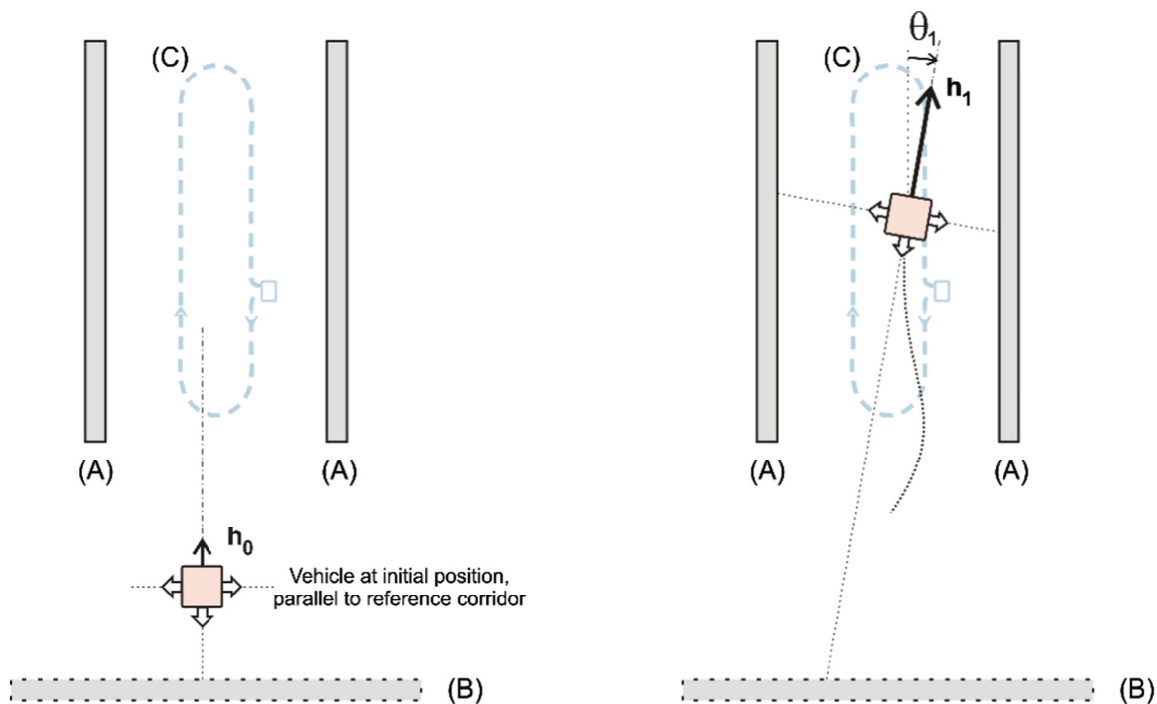 (C)
(A)
(A)
h0
Vehicle at initial position,
parallel to reference corridor
(B)
θ1
(C)
h1
(A)
(A)
(B)